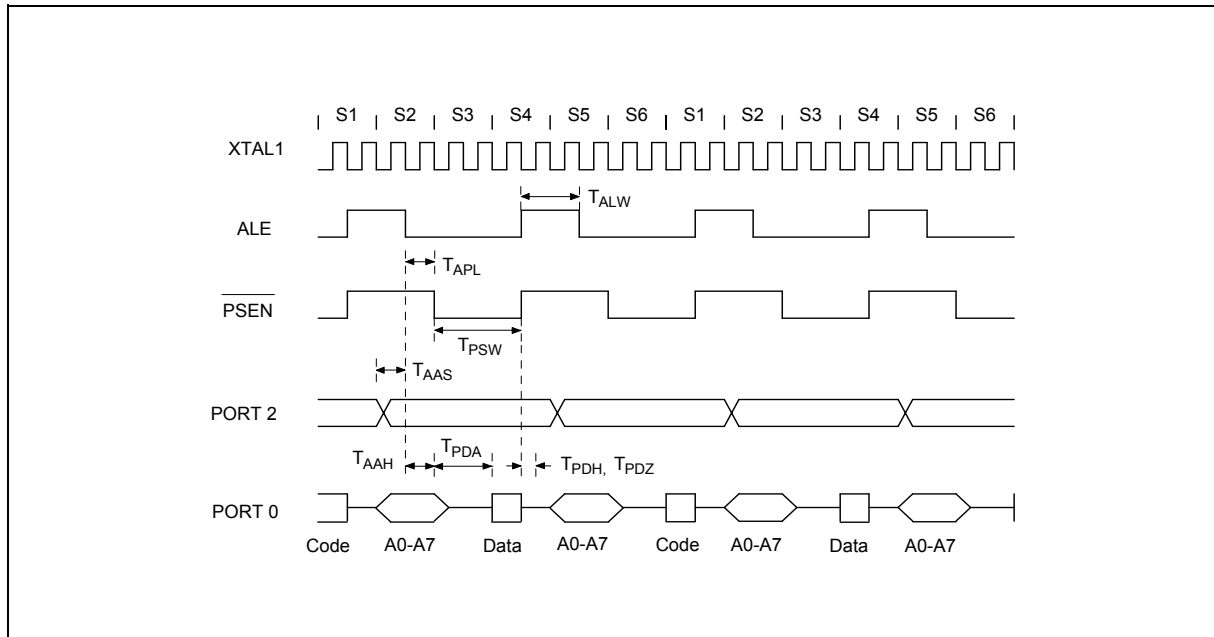 S1 S2 S3 S4 S5 S6 S1 S2 S3 S4 S5 S6
XTAL1
TALW
ALE
TAPL
PSEN
TPSW
TAAS
PORT 2
TAAH TPDA TPDH, TPDZ
PORT 0
Code A0-A7 Data A0-A7 Code A0-A7 Data A0-A7